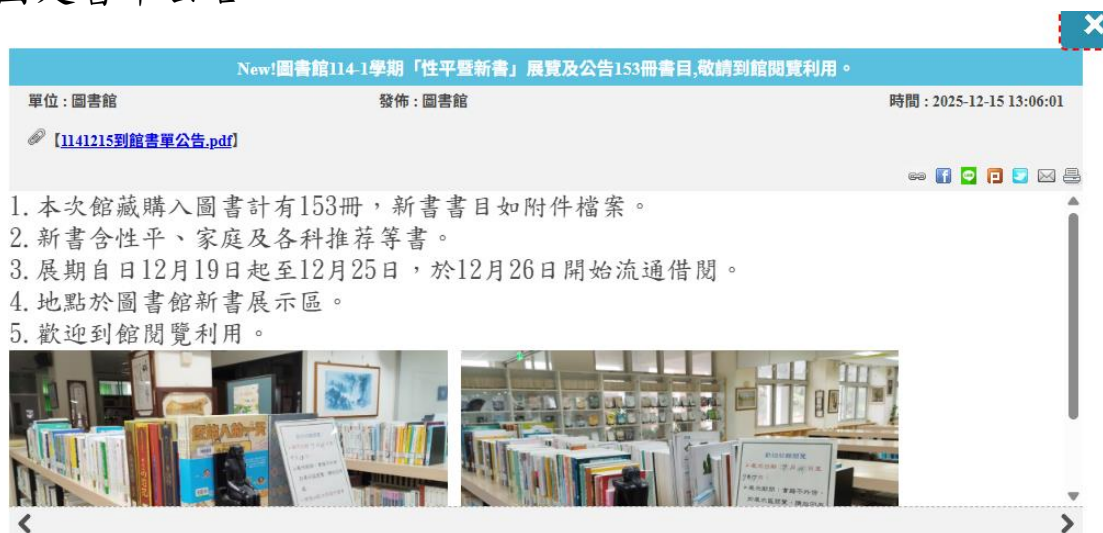 New!圖書館114-1學期「性平暨新書」展覽及公告153冊書目,敬請到館閱覽利用。
單位 : 圖書館 發佈 : 圖書館 時間 : 2025-12-15 13:06:01
【1141215到館書單公告.pdf】
1.本次館藏購入圖書計有153冊，新書書目如附件檔案。
2.新書含性平、家庭及各科推荐等書。
3.展期自日12月19日起至12月25日，於12月26日開始流通借閱。
4.地點於圖書館新書展示區。
5.歡迎到館閱覽利用。